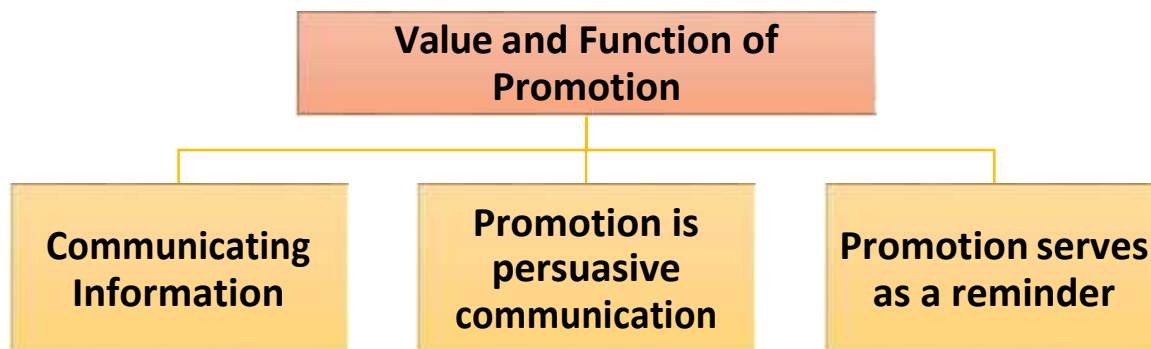 Value and Function of
Promotion
Communicating
Information
Promotion is
persuasive
communication
Promotion serves
as a reminder